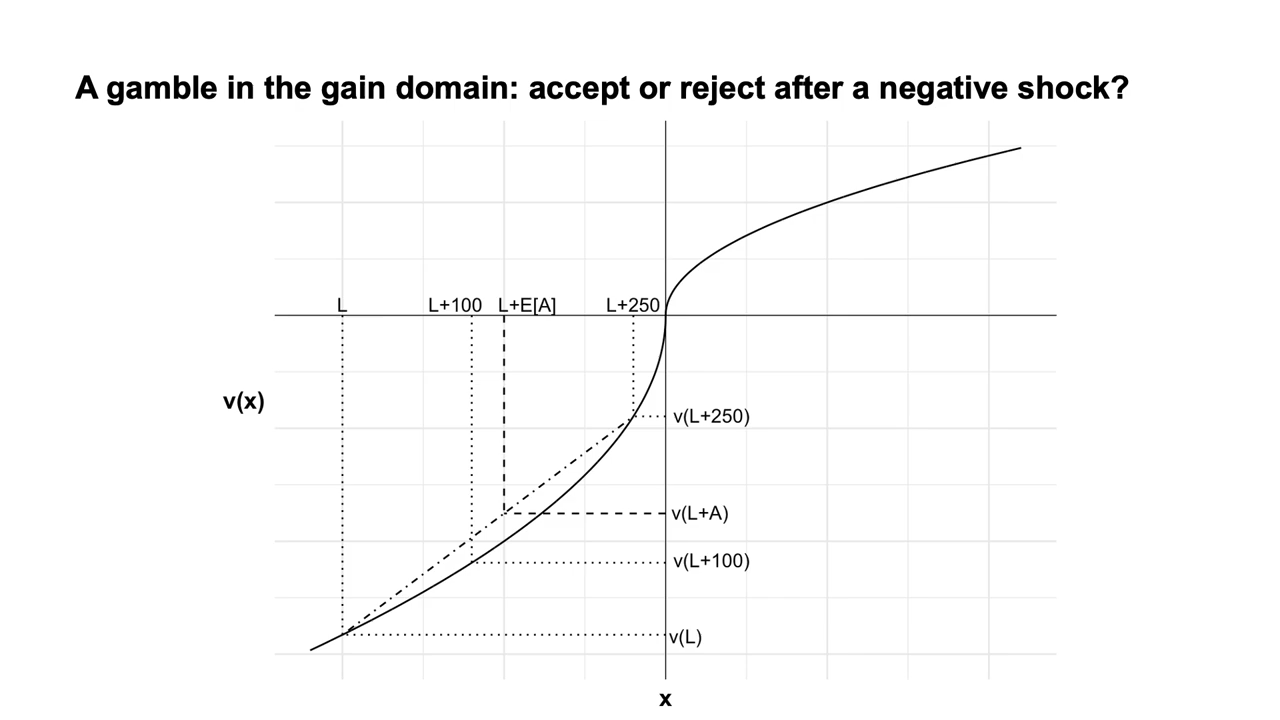 A gamble in the gain domain: accept or reject after a negative shock?
L L+100 L+E[A] L+250
v(x)
v(L+250)
v(L+A)
v(L+100)
v(L)
x